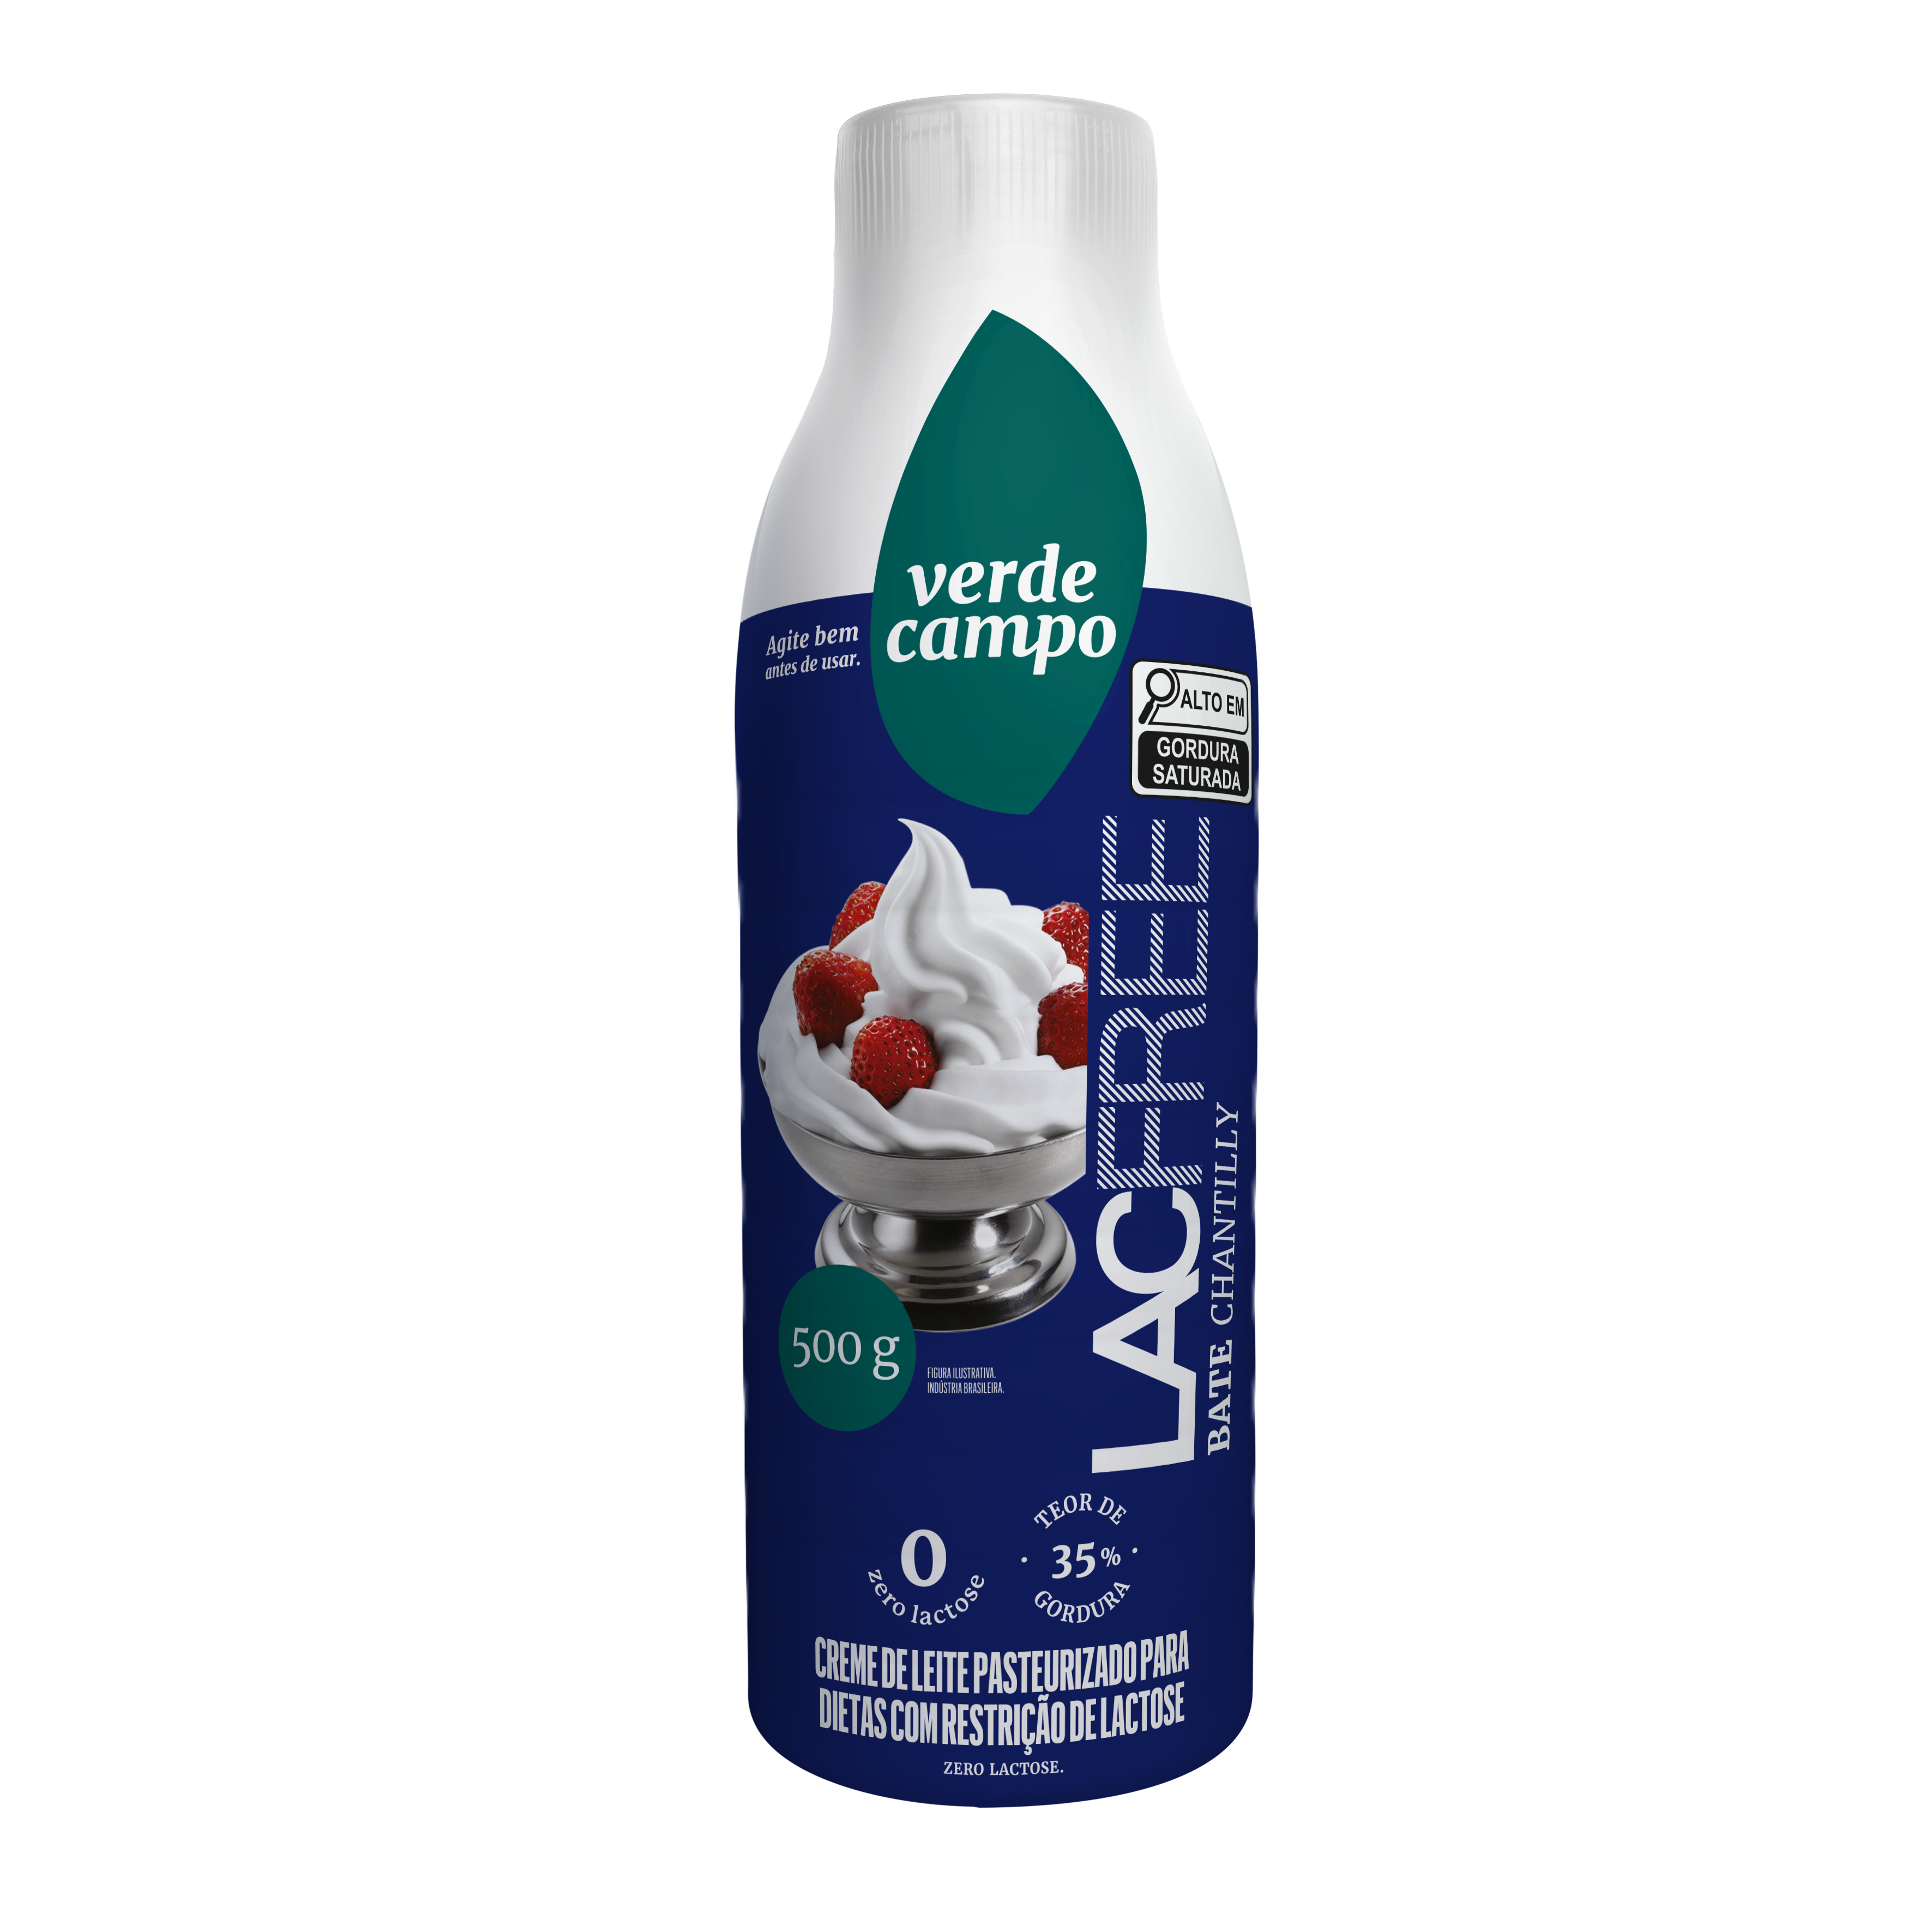 verde
campo
Agite bem
antes de usar.
ALTO EM
GORDURA
SATURADA
LACFREE
BATE CHANTILLY
500 g
FIGURA ILUSTRATIVA.
INDÚSTRIA BRASILEIRA.
0
zero lactose
TEOR DE
35%
GORDURA
CREME DE LEITE PASTEURIZADO PARA
DIETAS COM RESTRIÇÃO DE LACTOSE
ZERO LACTOSE.